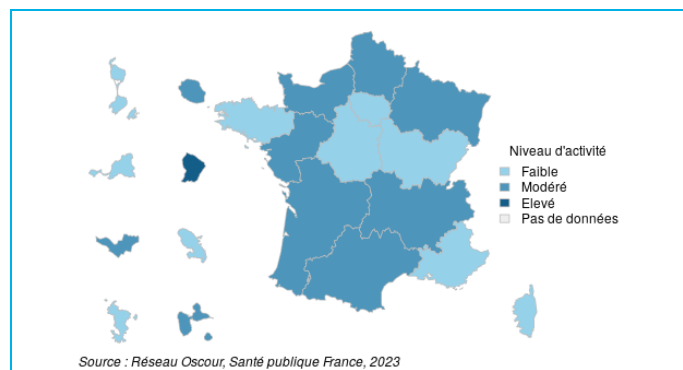 Niveau d'activité
Faible
Modéré
Elevé
Pas de données
Source : Réseau Oscour, Santé publique France, 2023